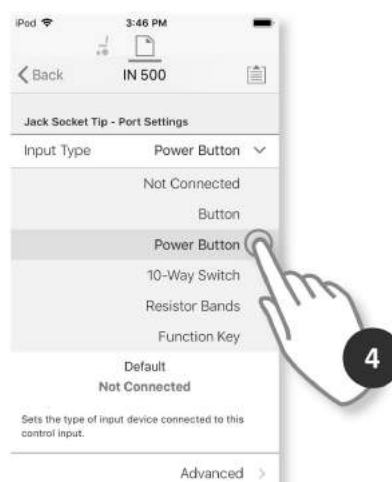 iPod 3:46 PM
Back IN 500
Jack Socket Tip - Port Settings
Input Type Power Button
Not Connected
Button
Power Button
10-Way Switch
Resistor Bands
Function Key
Default
Not Connected
Sets the type of input device connected to this
control input.
Advanced
4